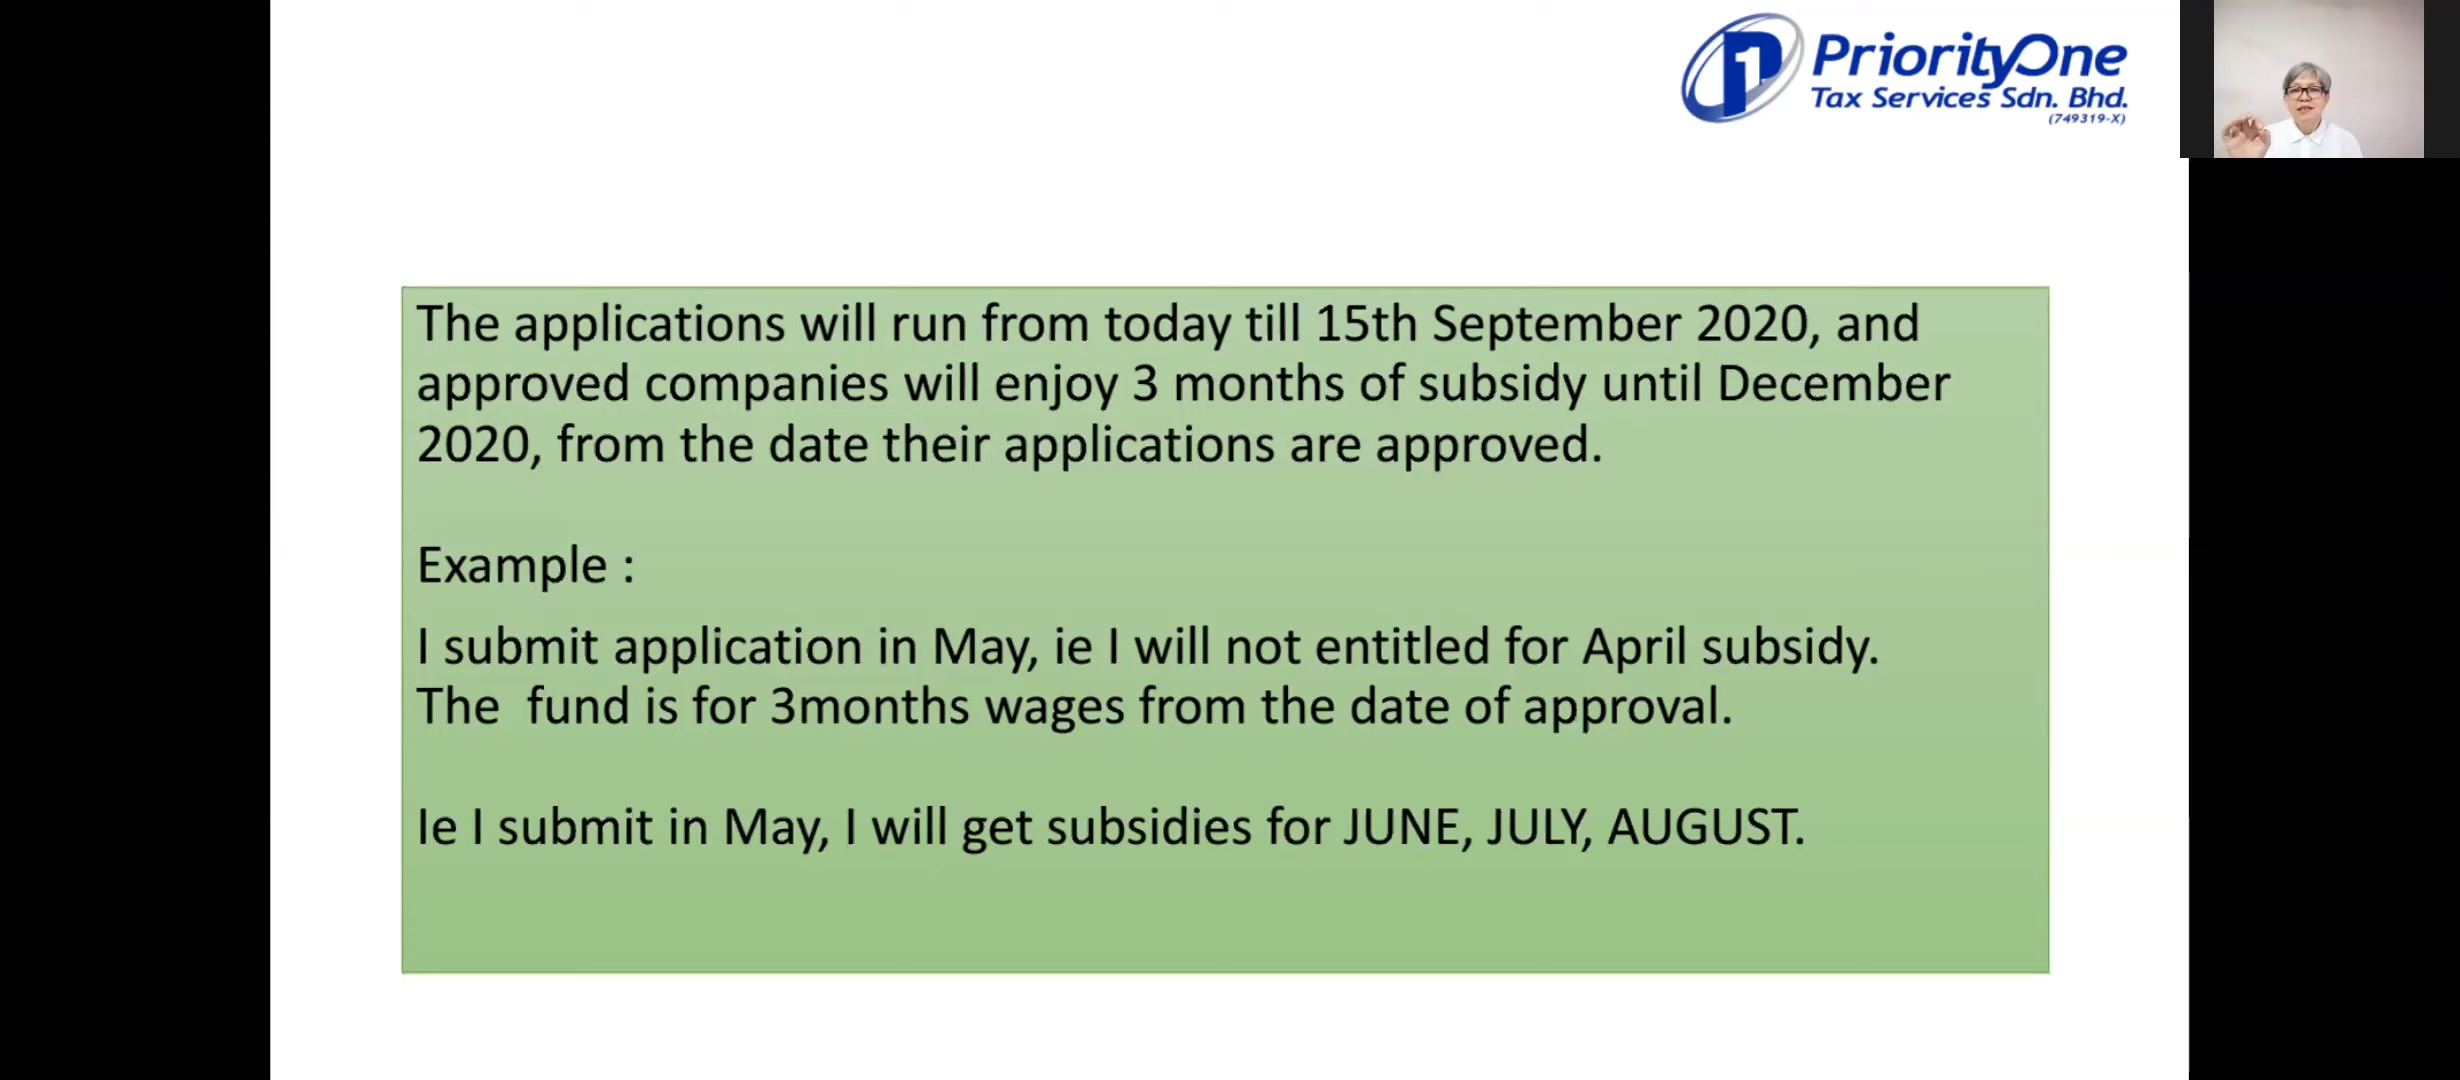 PriorityOne
Tax Services Sdn. Bhd.
(749319-X)
The applications will run from today till 15th September 2020, and
approved companies will enjoy 3 months of subsidy until December
2020, from the date their applications are approved.
Example :
I submit application in May, ie I will not entitled for April subsidy.
The  fund is for 3months wages from the date of approval.
Ie I submit in May, I will get subsidies for JUNE, JULY, AUGUST.